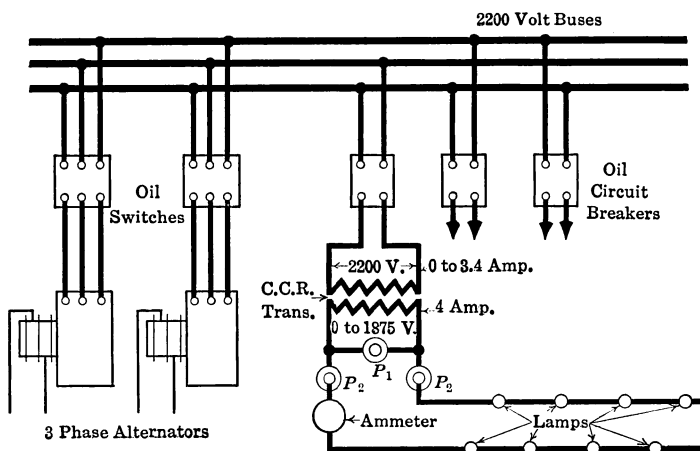 2200 Volt Buses
Oil
Switches
Oil
Circuit
Breakers
2200 V.
0 to 3.4 Amp.
C.C.R.
Trans.
4 Amp.
0 to 1875 V.
P1
P2
P2
Ammeter
Lamps
3 Phase Alternators